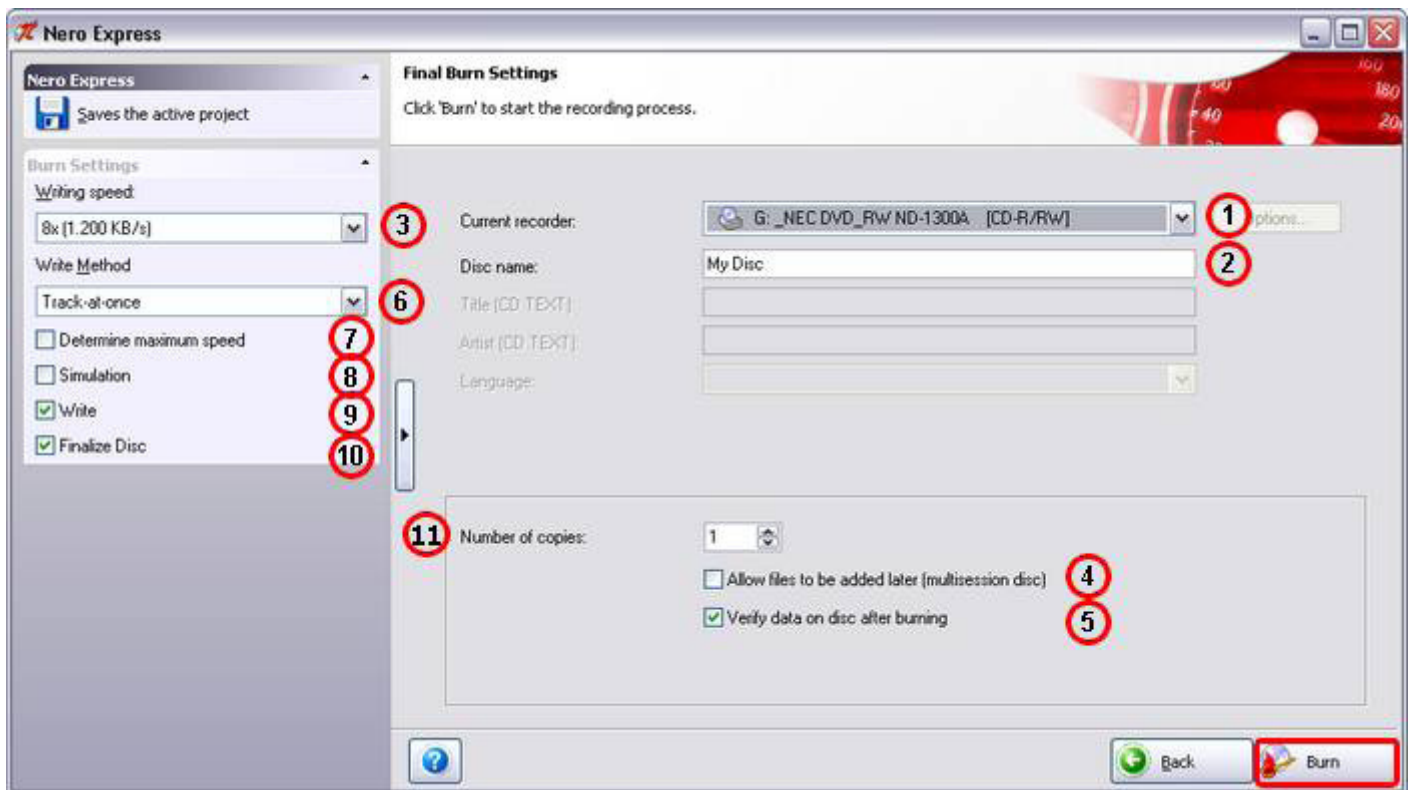 Nero Express
Nero Express
Saves the active project
Burn Settings
Writing speed:
8x (1.200 KB/s)
3
Write Method
Track-at-once
6
Determine maximum speed
7
Simulation
8
Write
9
Finalize Disc
10
Final Burn Settings
Click 'Burn' to start the recording process.
160
180
60
40
Current recorder:
G: _NEC DVD_RW ND-1300A [CD-R/RW]
1
Disc name:
My Disc
2
Title (CD TEXT):
Artist (CD TEXT):
Language:
11
Number of copies:
1
Allow files to be added later (multisession disc)
4
Verify data on disc after burning
5
?
Back
Burn